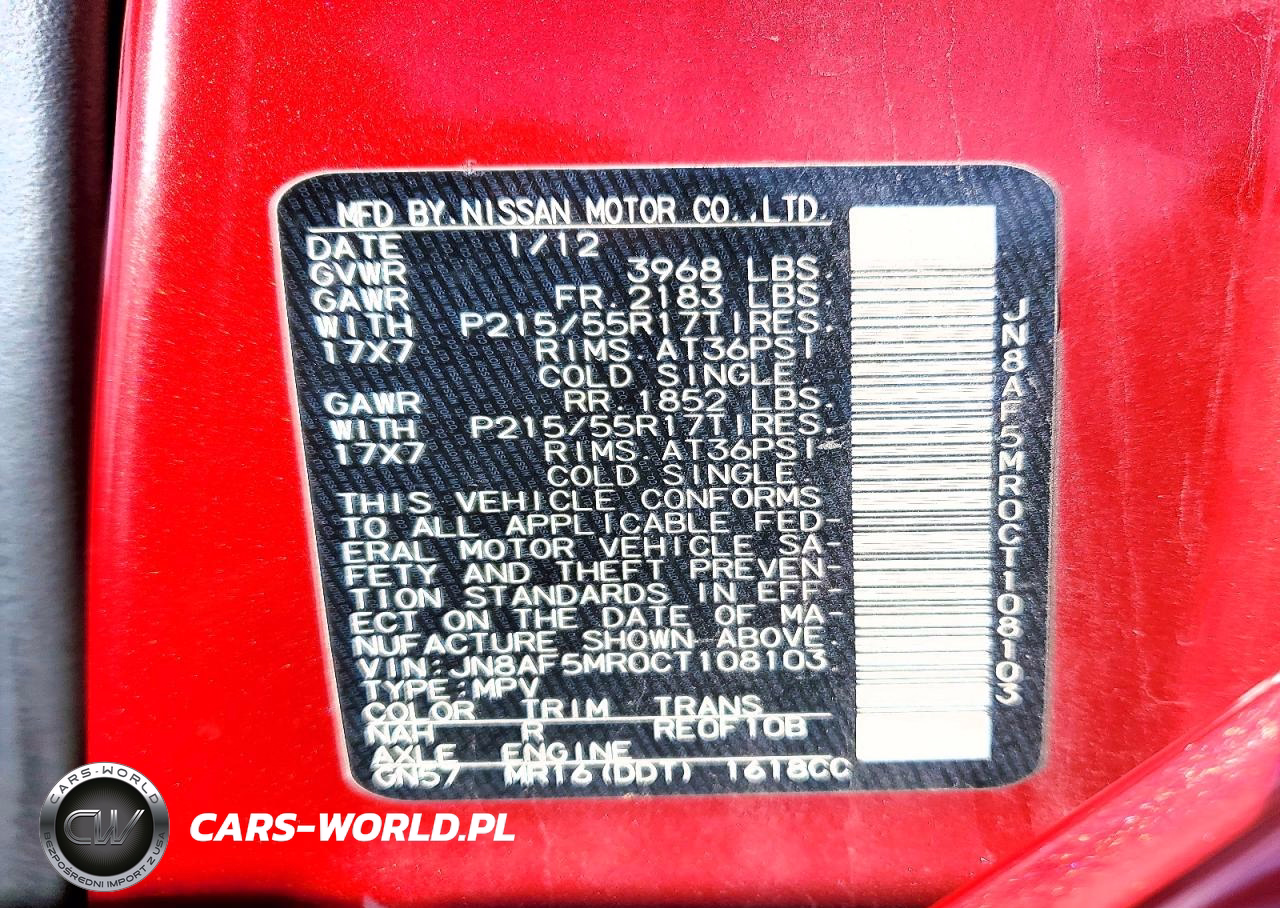 MFD BY NISSAN MOTOR CO.,LTD.
DATE 1/12
GVWR 3968 LBS.
GAWR FR. 2183 LBS.
WITH P215/55R17TIRES.
17X7 RIMS.AT36PSI
COLD SINGLE.
GAWR RR. 1852 LBS.
WITH P215/55R17TIRES.
17X7 RIMS.AT36PSI
COLD SINGLE
THIS VEHICLE CONFORMS
TO ALL APPLICABLE FED-
ERAL MOTOR VEHICLE SA-
FETY AND THEFT PREVEN-
TION STANDARDS IN EFF-
ECT ON THE DATE OF MA-
NUFACTURE SHOWN ABOVE.
VIN:JN8AF5MR0CT108103
TYPE:MPV
COLOR TRIM TRANS
NAH R RE0F10B
AXLE ENGINE
GN57 MR16(DDT) 1618CC
JN8AF5MR0CT108103
CARS-WORLD
CW
BEZPOŚREDNI IMPORT Z USA
CARS-WORLD.PL